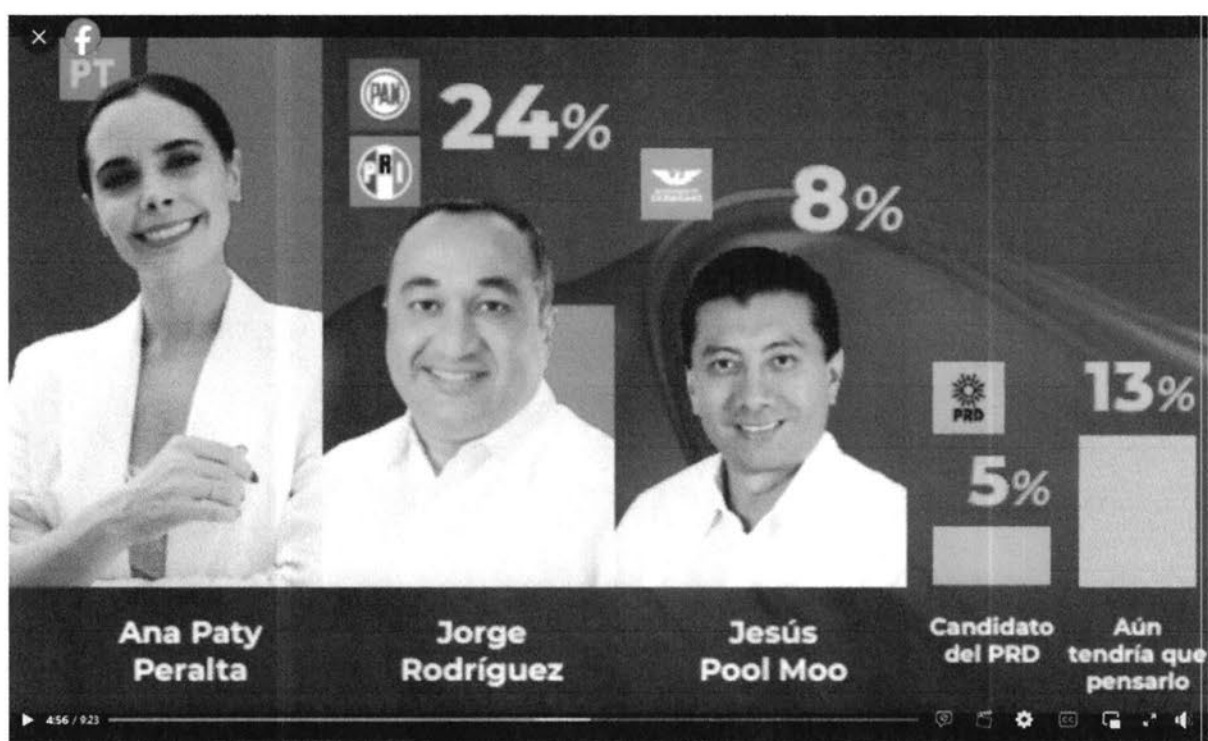 PT
PAN
24%
PRI
8%
PRD
13%
5%
Ana Paty
Peralta
Jorge
Rodríguez
Jesús
Pool Moo
Candidato
del PRD
Aún
tendría que
pensarlo
4:56 / 9:23